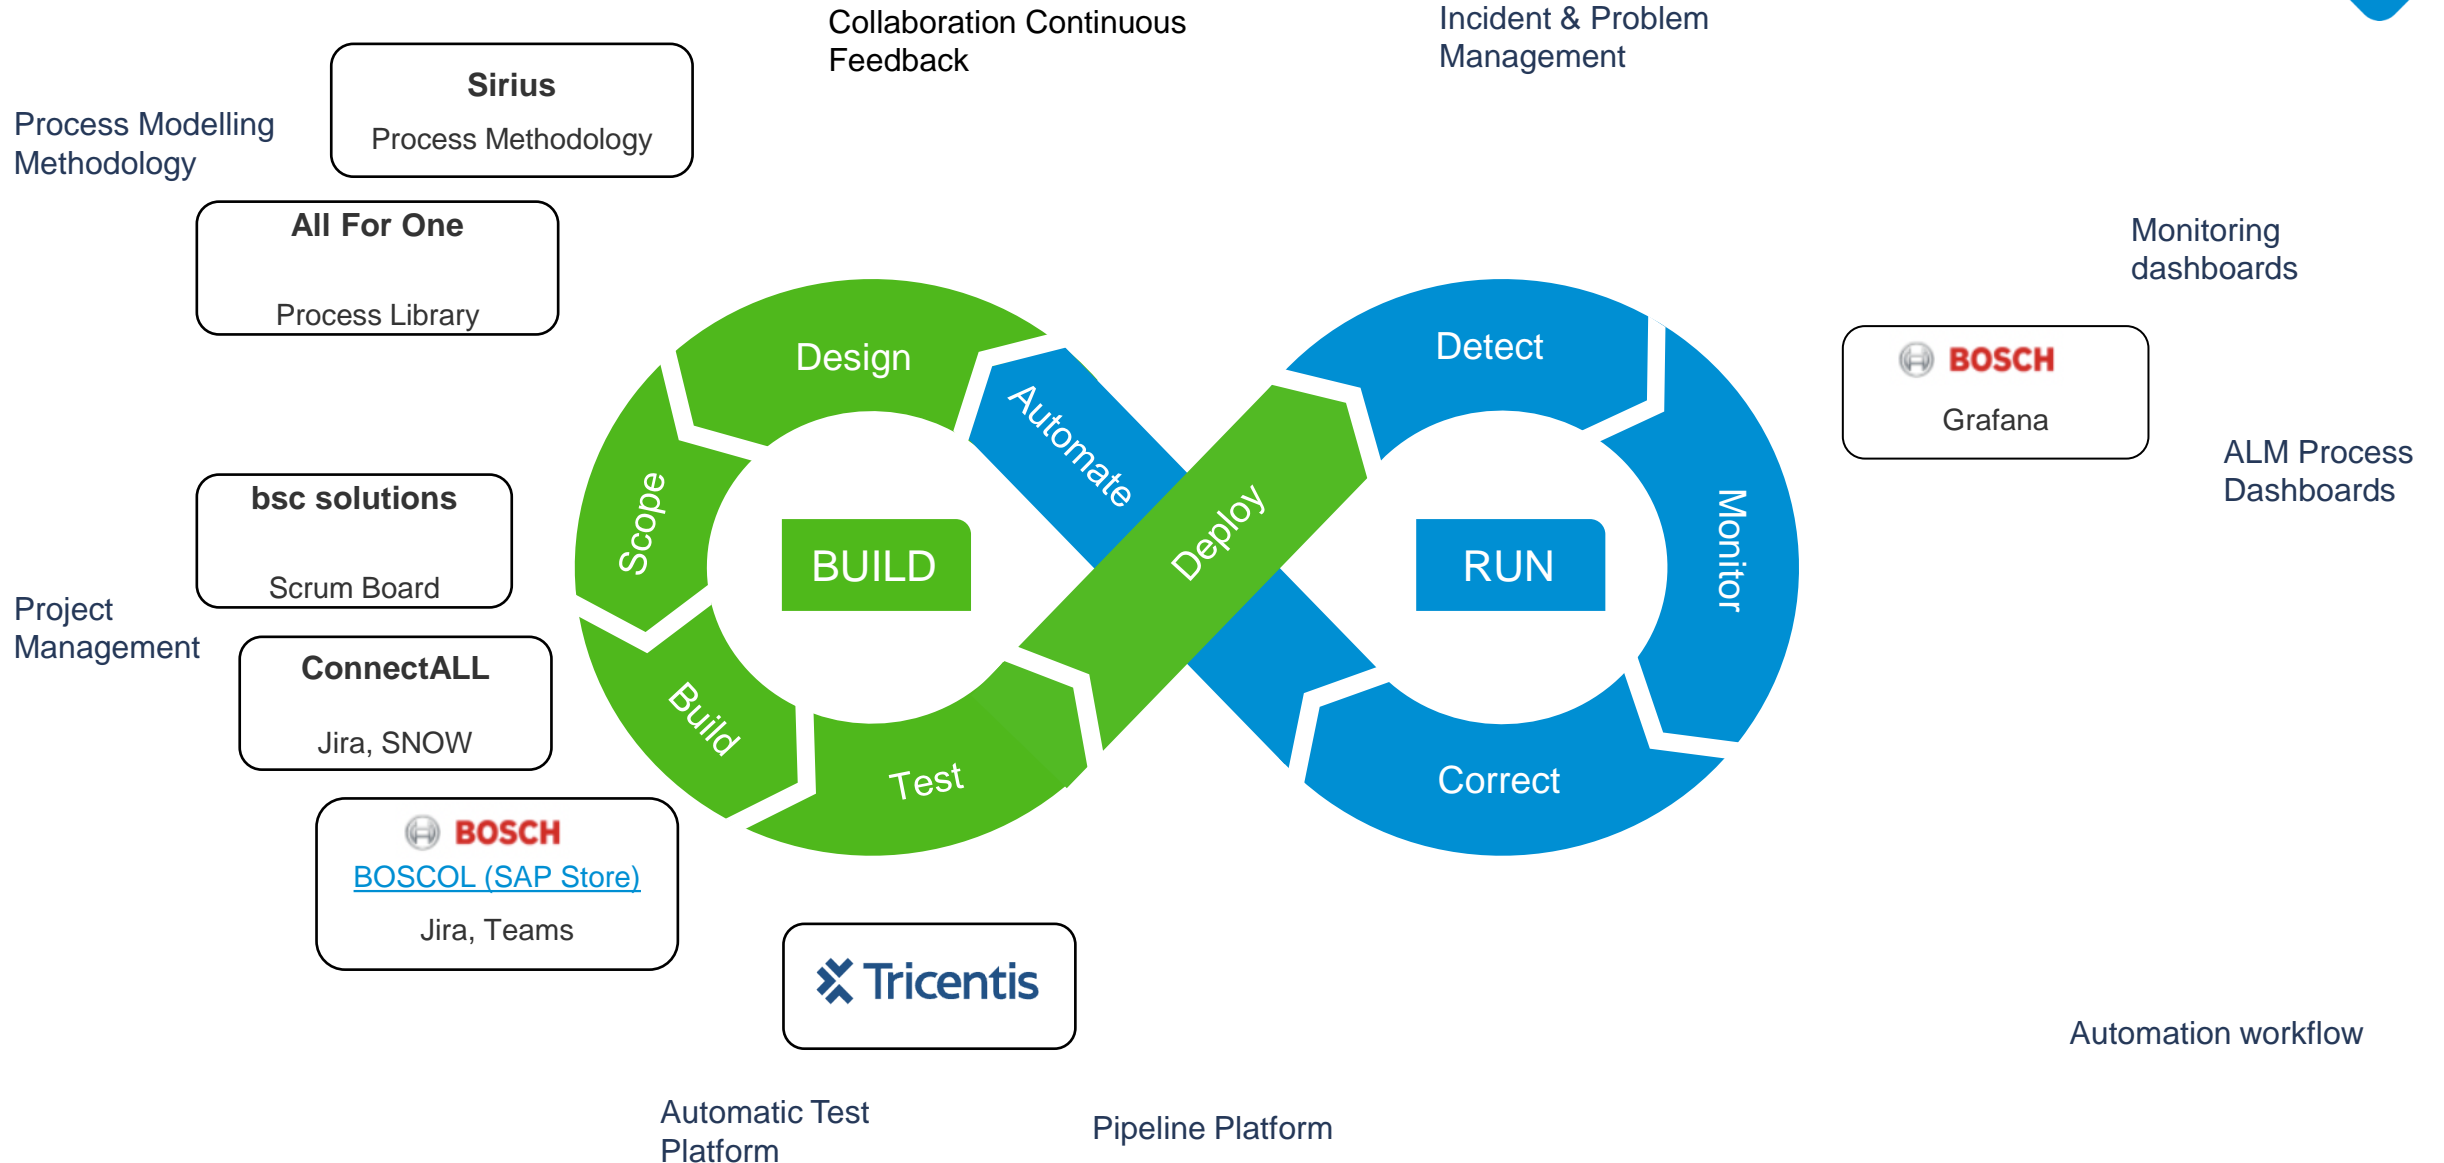 Collaboration Continuous
Feedback
Incident & Problem
Management
Sirius
Process Methodology
Process Modelling
Methodology
All For One
Process Library
Monitoring
dashboards
BOSCH
Grafana
ALM Process
Dashboards
Design
Automate
Detect
Scope
BUILD
Deploy
RUN
Monitor
Build
Test
Correct
bsc solutions
Scrum Board
Project
Management
ConnectALL
Jira, SNOW
BOSCH
BOSCOL (SAP Store)
Jira, Teams
Tricentis
Automation workflow
Automatic Test
Platform
Pipeline Platform